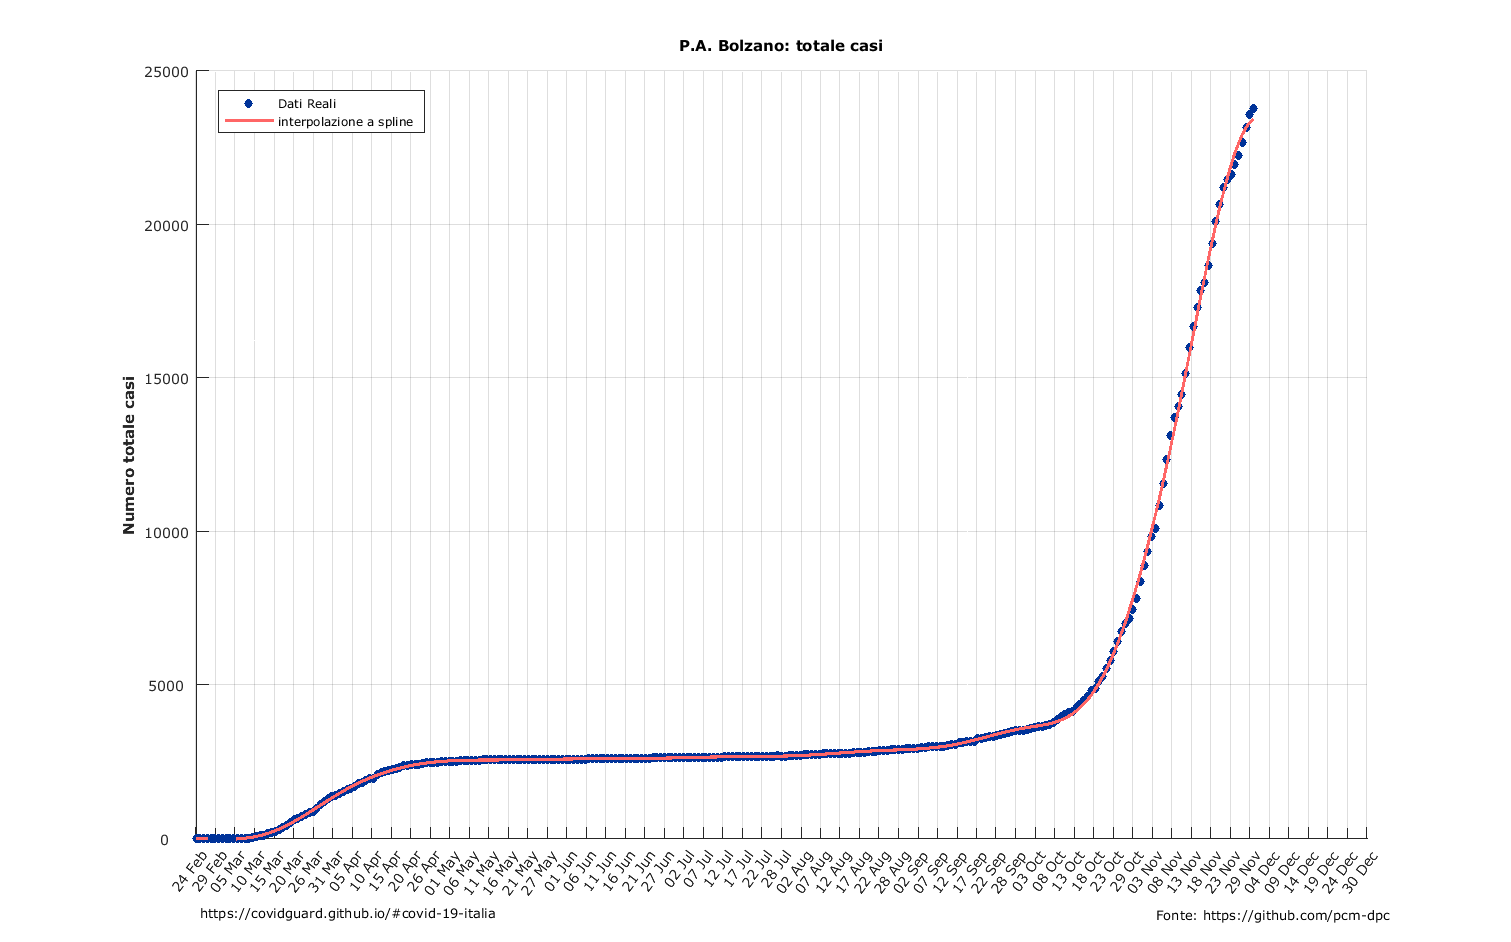 P.A. Bolzano: totale casi
25000
20000
15000
10000
5000
0
Numero totale casi
Dati Reali
interpolazione a spline
24 Feb
29 Feb
05 Mar
10 Mar
15 Mar
20 Mar
26 Mar
31 Mar
05 Apr
10 Apr
15 Apr
20 Apr
26 Apr
01 May
06 May
11 May
16 May
21 May
27 May
01 Jun
06 Jun
11 Jun
16 Jun
21 Jun
27 Jun
02 Jul
07 Jul
12 Jul
17 Jul
22 Jul
28 Jul
02 Aug
07 Aug
12 Aug
17 Aug
22 Aug
28 Aug
02 Sep
07 Sep
12 Sep
17 Sep
22 Sep
28 Sep
03 Oct
08 Oct
13 Oct
18 Oct
23 Oct
29 Oct
03 Nov
08 Nov
13 Nov
18 Nov
23 Nov
29 Nov
04 Dec
09 Dec
14 Dec
19 Dec
24 Dec
30 Dec
https://covidguard.github.io/#covid-19-italia
Fonte: https://github.com/pcm-dpc